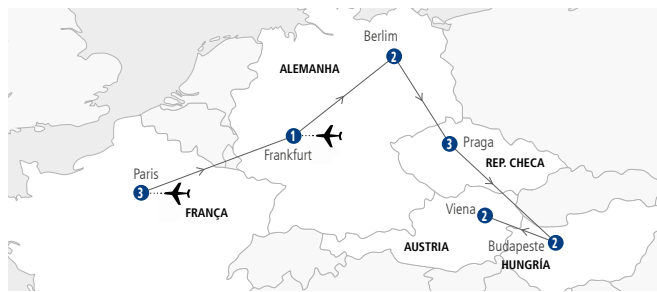 Berlim
2
ALEMANHA
1
Frankfurt
3
Praga
REP. CHECA
Paris
3
FRANÇA
Viena
2
AUSTRIA
Budapeste
2
HUNGRÍA